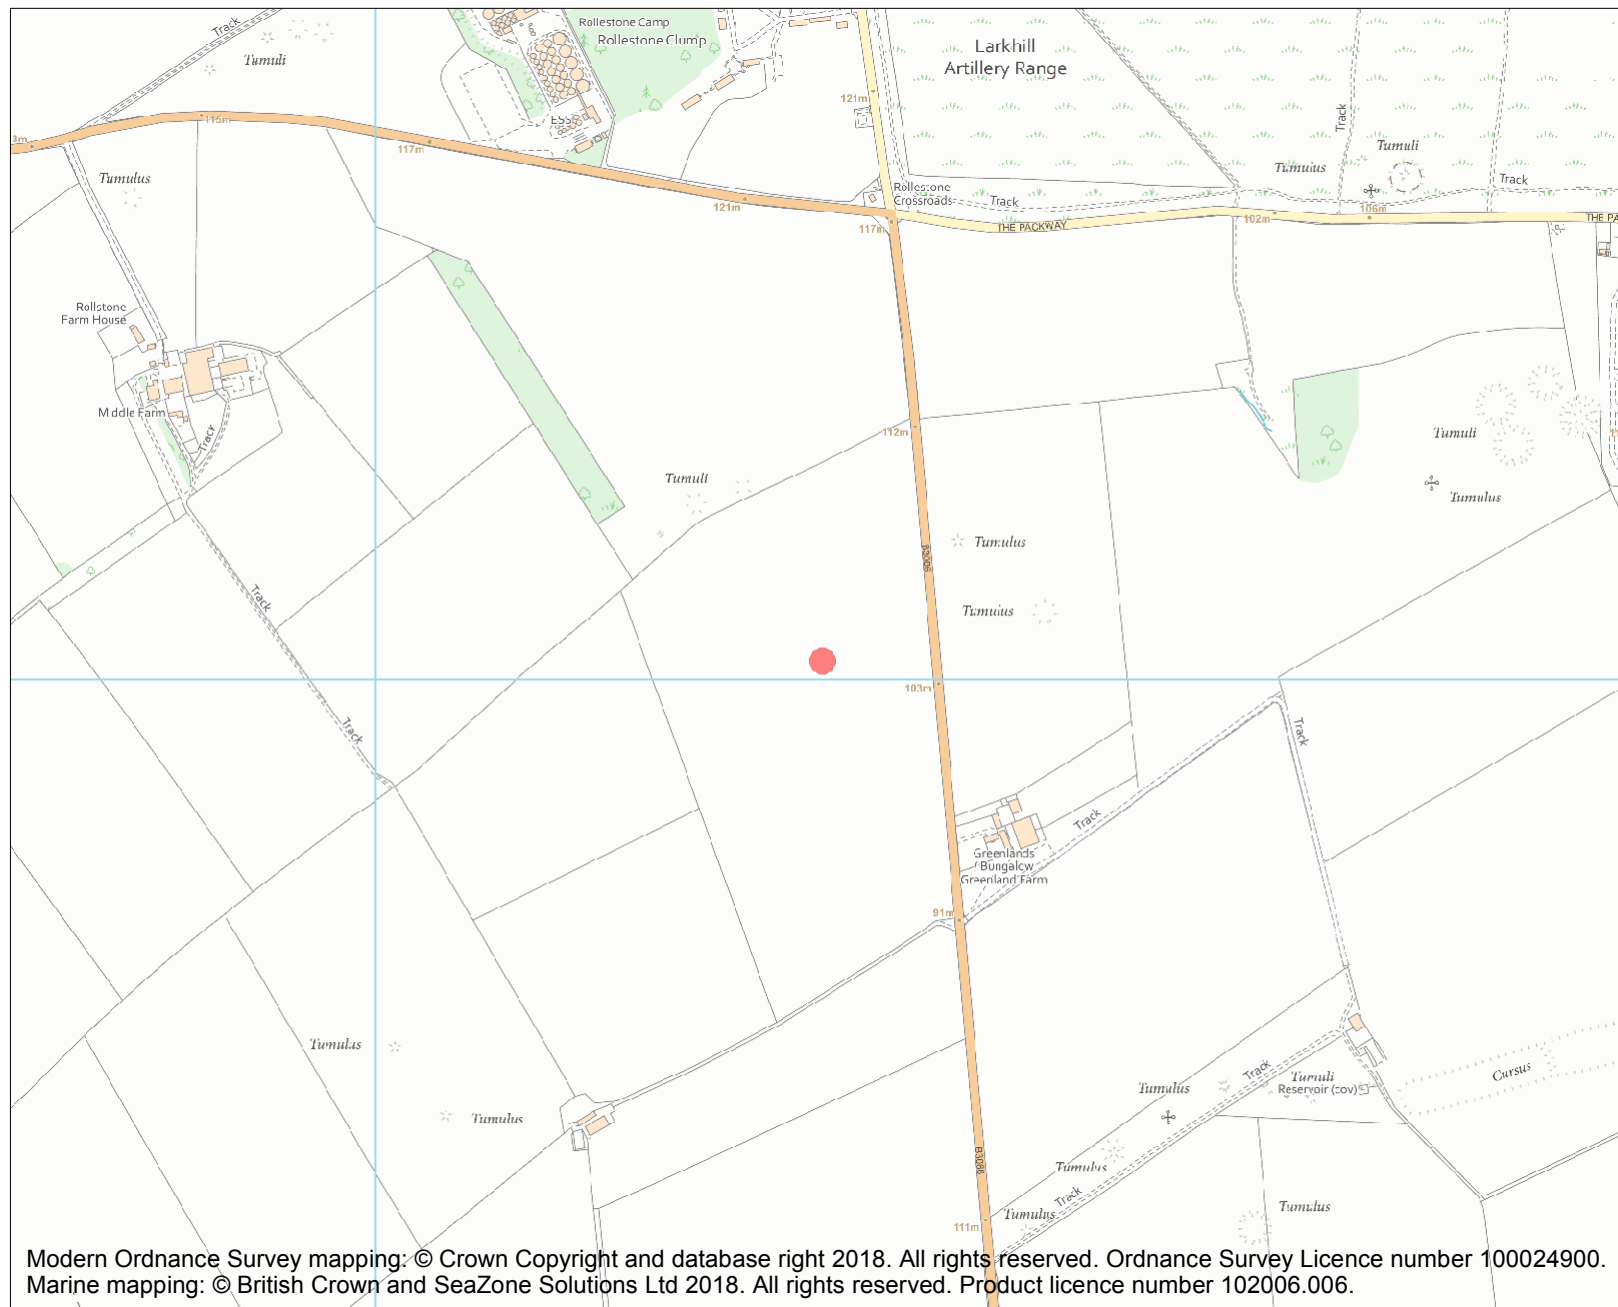 Track
Tumuli
Rollestone Camp
Rollestone Clump
ESS
Larkhill
Artillery Range
121m
Track
Tumuli
Tumulus
Track
3m
115m
117m
Tumulus
121m
Rollestone
Crossroads
117m
Track
THE PACKWAY
102m
106m
THE PA
Rollstone
Farm House
Middle Farm
Track
112m
Tumuli
Tumuli
Tumulus
B3086
Tumulus
Tumulus
Track
103m
Track
Track
Track
Greenlands
Bungalow
Greenland Farm
91m
Tumulus
Tumulus
Track
Tumulus
Tumuli
Reservoir (cov)
Cursus
B3086
Tumulus
Track
Tumulus
Tumulus
111m
Modern Ordnance Survey mapping: © Crown Copyright and database right 2018. All rights reserved. Ordnance Survey Licence number 100024900.
Marine mapping: © British Crown and SeaZone Solutions Ltd 2018. All rights reserved. Product licence number 102006.006.